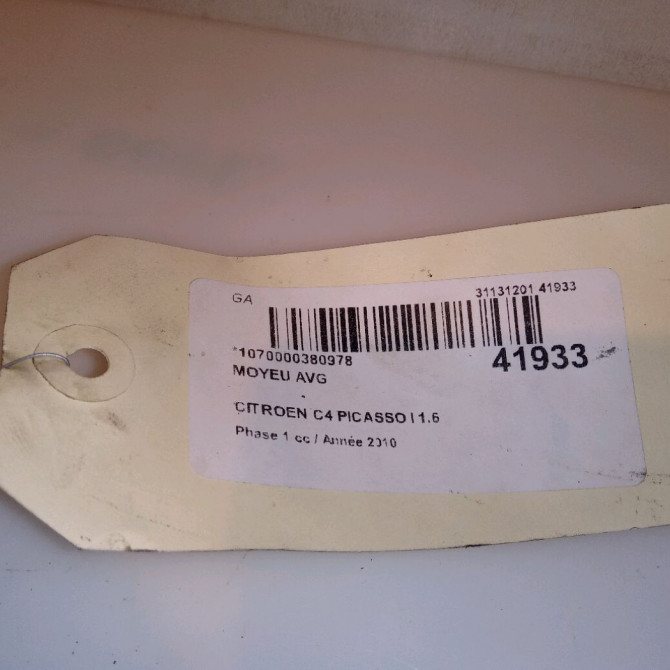 GA 31131201 41933
*1070000380978 41933
MOYEU AVG
CITROEN C4 PICASSO I 1.6
Phase 1 cc / Année 2010